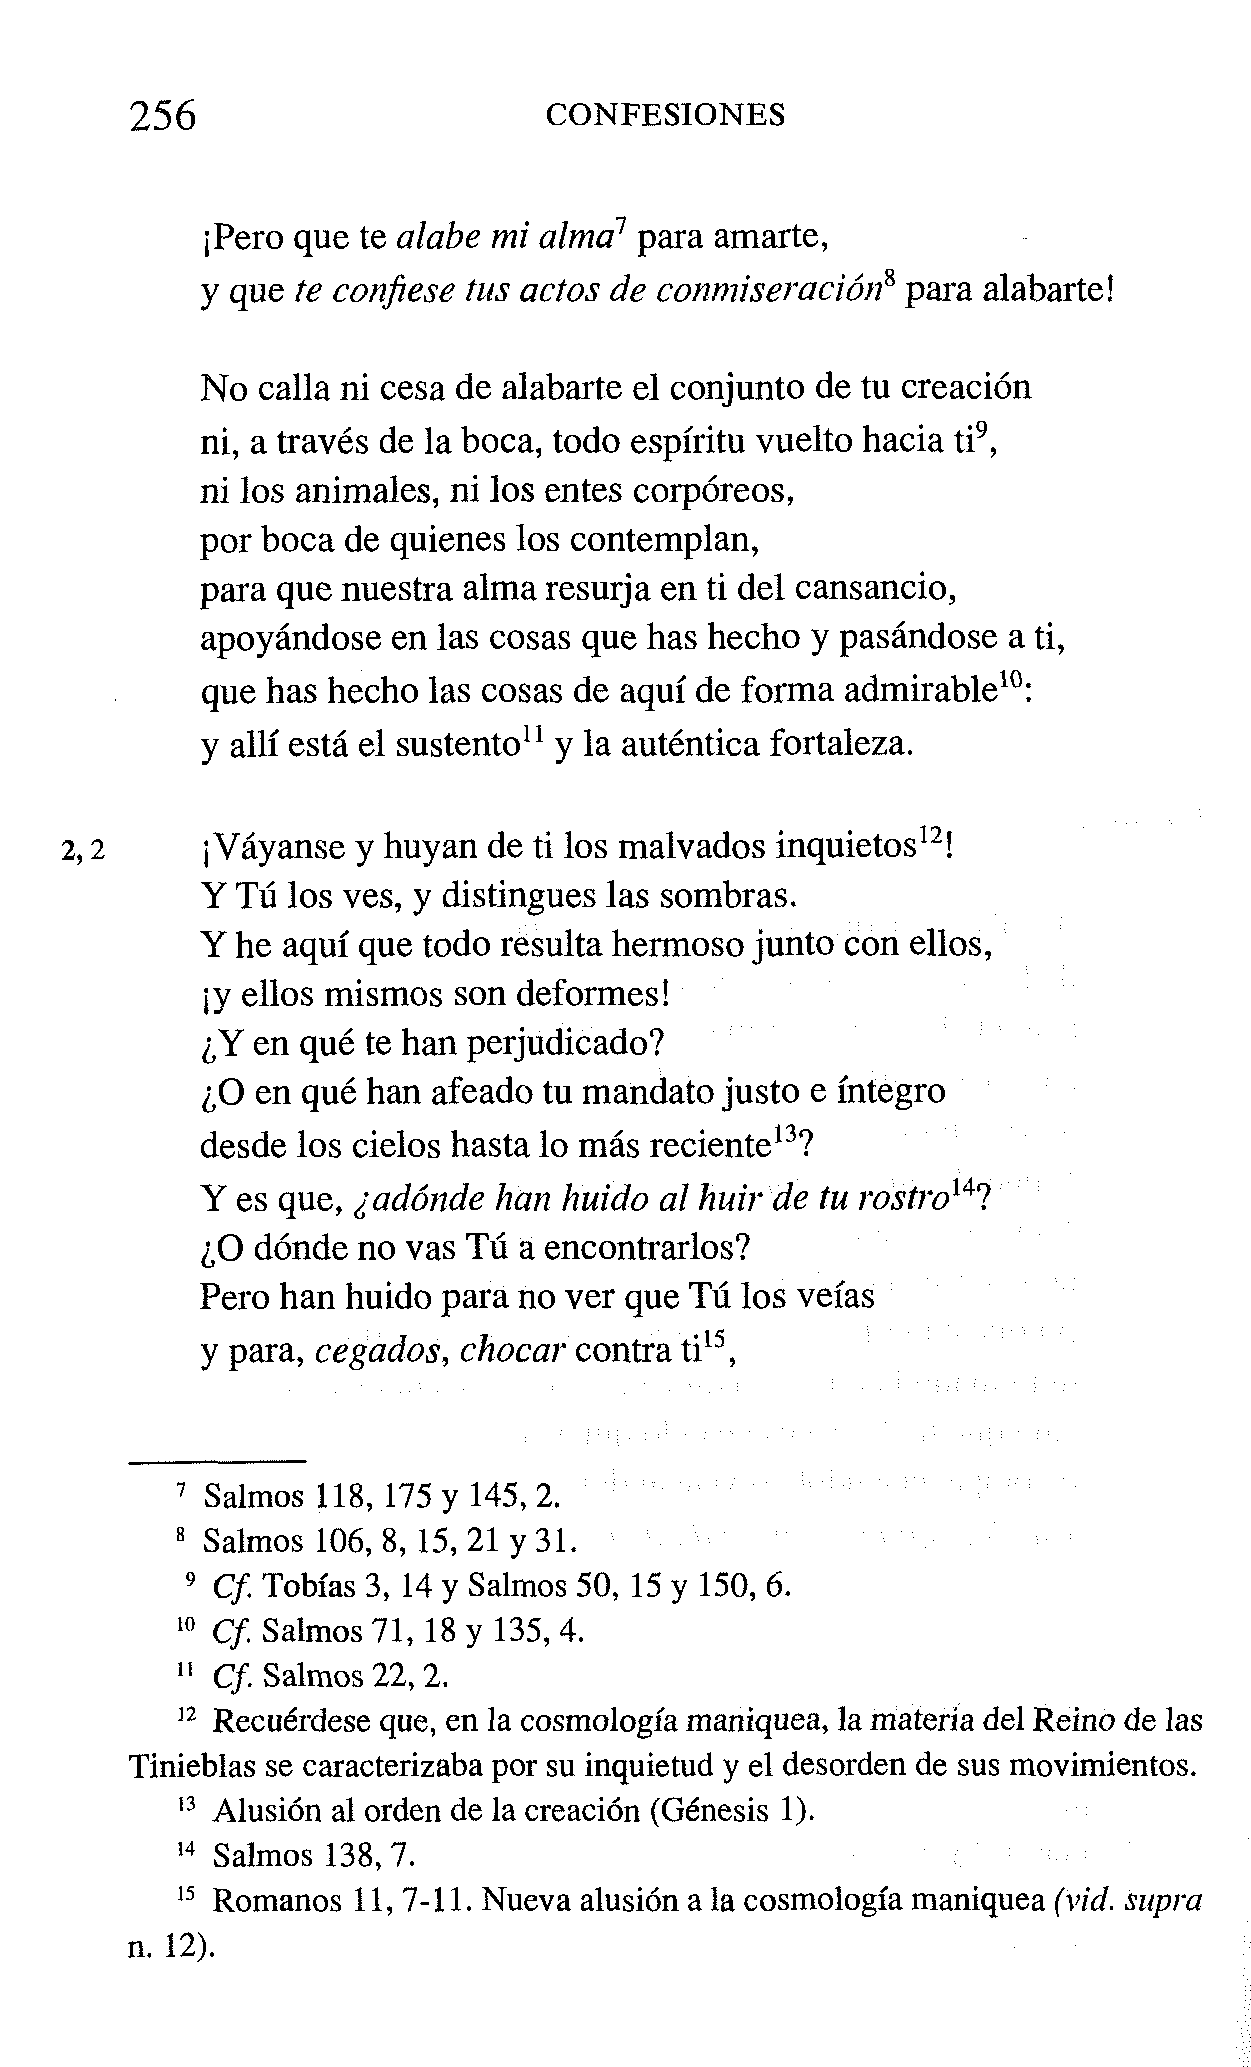 256 CONFESIONES
¡Pero que te alabe mi alma⁷ para amarte,
y que te confiese tus actos de conmiseración⁸ para alabarte!
No calla ni cesa de alabarte el conjunto de tu creación
ni, a través de la boca, todo espíritu vuelto hacia ti⁹,
ni los animales, ni los entes corpóreos,
por boca de quienes los contemplan,
para que nuestra alma resurja en ti del cansancio,
apoyándose en las cosas que has hecho y pasándose a ti,
que has hecho las cosas de aquí de forma admirable¹⁰:
y allí está el sustento¹¹ y la auténtica fortaleza.
2, 2 ¡Váyanse y huyan de ti los malvados inquietos¹²!
Y Tú los ves, y distingues las sombras.
Y he aquí que todo resulta hermoso junto con ellos,
¡y ellos mismos son deformes!
¿Y en qué te han perjudicado?
¿O en qué han afeado tu mandato justo e íntegro
desde los cielos hasta lo más reciente¹³?
Y es que, ¿adónde han huido al huir de tu rostro¹⁴?
¿O dónde no vas Tú a encontrarlos?
Pero han huido para no ver que Tú los veías
y para, cegados, chocar contra ti¹⁵,
⁷ Salmos 118, 175 y 145, 2.
⁸ Salmos 106, 8, 15, 21 y 31.
⁹ Cf. Tobías 3, 14 y Salmos 50, 15 y 150, 6.
¹⁰ Cf. Salmos 71, 18 y 135, 4.
¹¹ Cf. Salmos 22, 2.
¹² Recuérdese que, en la cosmología maniquea, la materia del Reino de las
Tinieblas se caracterizaba por su inquietud y el desorden de sus movimientos.
¹³ Alusión al orden de la creación (Génesis 1).
¹⁴ Salmos 138, 7.
¹⁵ Romanos 11, 7-11. Nueva alusión a la cosmología maniquea (vid. supra
n. 12).